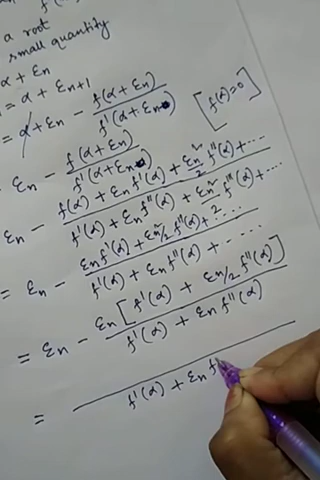 f(
a root
small quantity
α + εn
= α + εn+1
= α + εn − f(α+εn) / f'(α+εn) [f(α)=0]
εn − f(α+εn) / f'(α+εn)
εn − (f(α) + εn f'(α) + εn²/2 f''(α) + ....) / (f'(α) + εn f''(α) + εn²/2 f'''(α) + ....)
= εn − (εn f'(α) + εn²/2 f''(α) + ...) / (f'(α) + εn f''(α) + .....)
= εn − εn [f'(α) + εn/2 f''(α)] / (f'(α) + εn f''(α))
= / f'(α) + εn f''